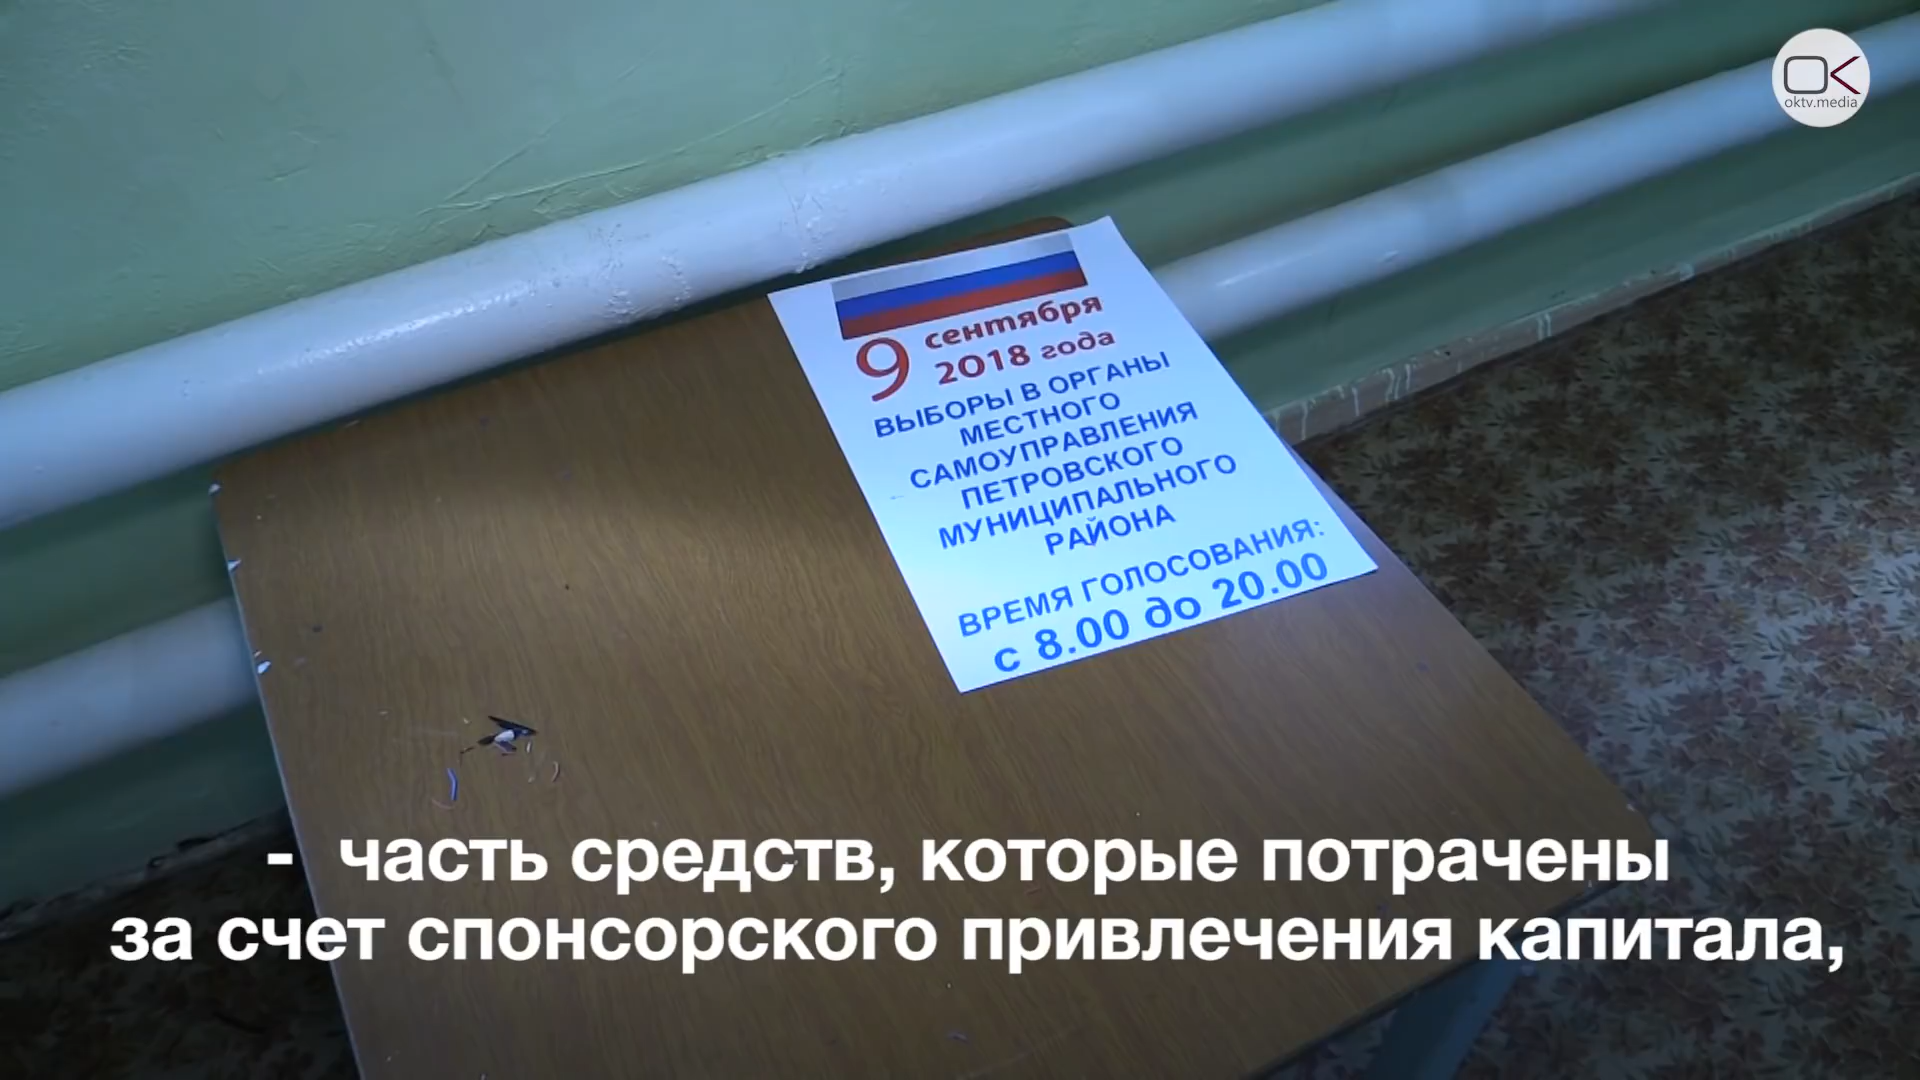 OK
oktv.media
9 сентября
2018 года
ВЫБОРЫ В ОРГАНЫ
МЕСТНОГО
САМОУПРАВЛЕНИЯ
ПЕТРОВСКОГО
МУНИЦИПАЛЬНОГО
РАЙОНА
ВРЕМЯ ГОЛОСОВАНИЯ:
с 8.00 до 20.00
- часть средств, которые потрачены
за счет спонсорского привлечения капитала,